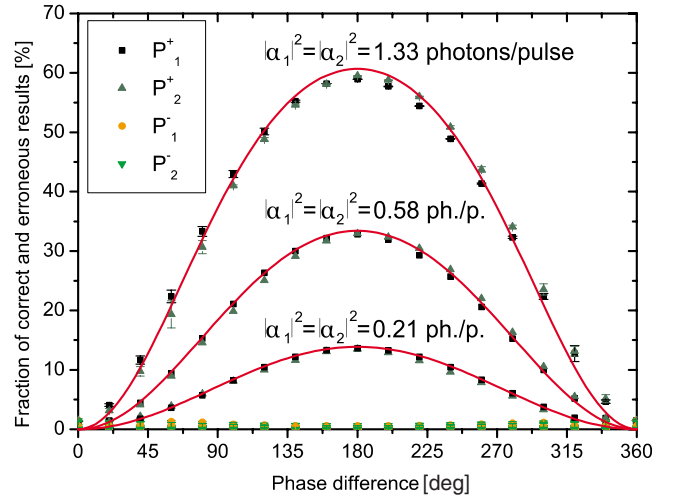 Fraction of correct and erroneous results [%]
70
60
50
40
30
20
10
0
P⁺₁
P⁺₂
P⁻₁
P⁻₂
|α₁|²=|α₂|²=1.33 photons/pulse
|α₁|²=|α₂|²=0.58 ph./p.
|α₁|²=|α₂|²=0.21 ph./p.
0 45 90 135 180 225 270 315 360
Phase difference [deg]